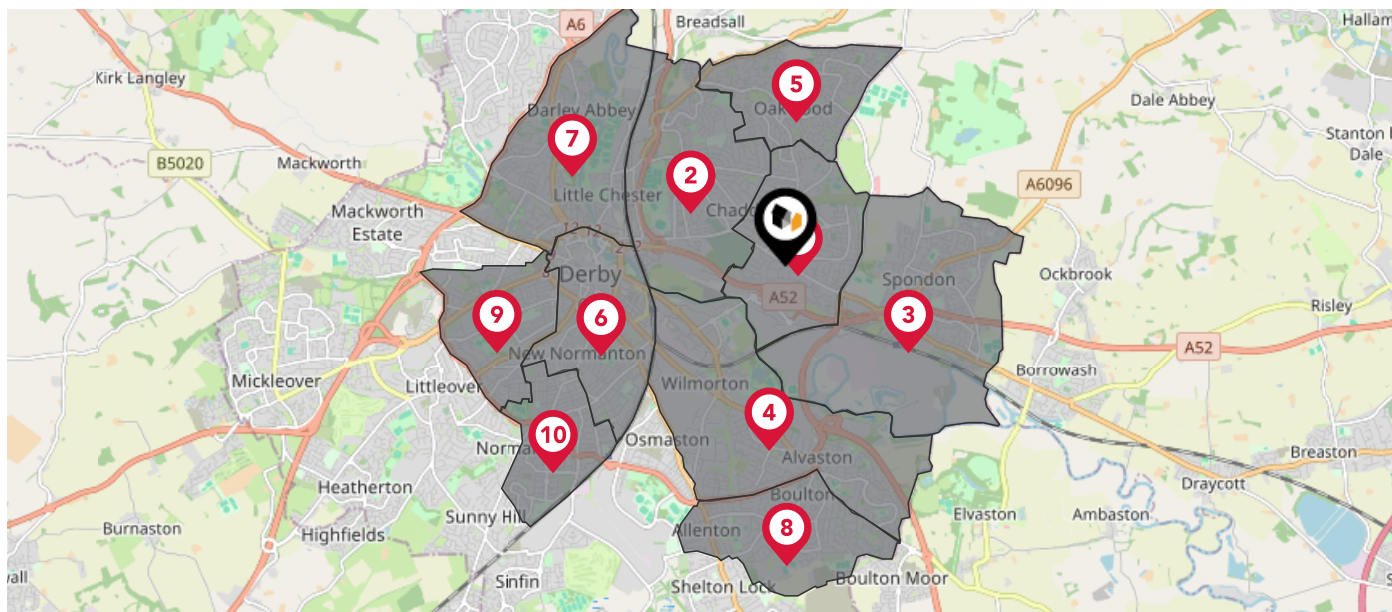 A6
Breadsall
Hallam
Kirk Langley
5
Dale Abbey
Darley Abbey
7
Stanton
Dale
B5020
Mackworth
2
A6096
Little Chester
Mackworth
Estate
Derby
A52
Spondon
Ockbrook
Risley
9
6
3
A52
New Normanton
Mickleover
Littleover
Wilmorton
Borrowash
4
10
Osmaston
Alvaston
Breaston
Heatherton
Boulton
Draycott
Burnaston
Highfields
Sunny Hill
Allenton
8
Elvaston
Ambaston
Sinfin
Shelton Lock
Boulton Moor